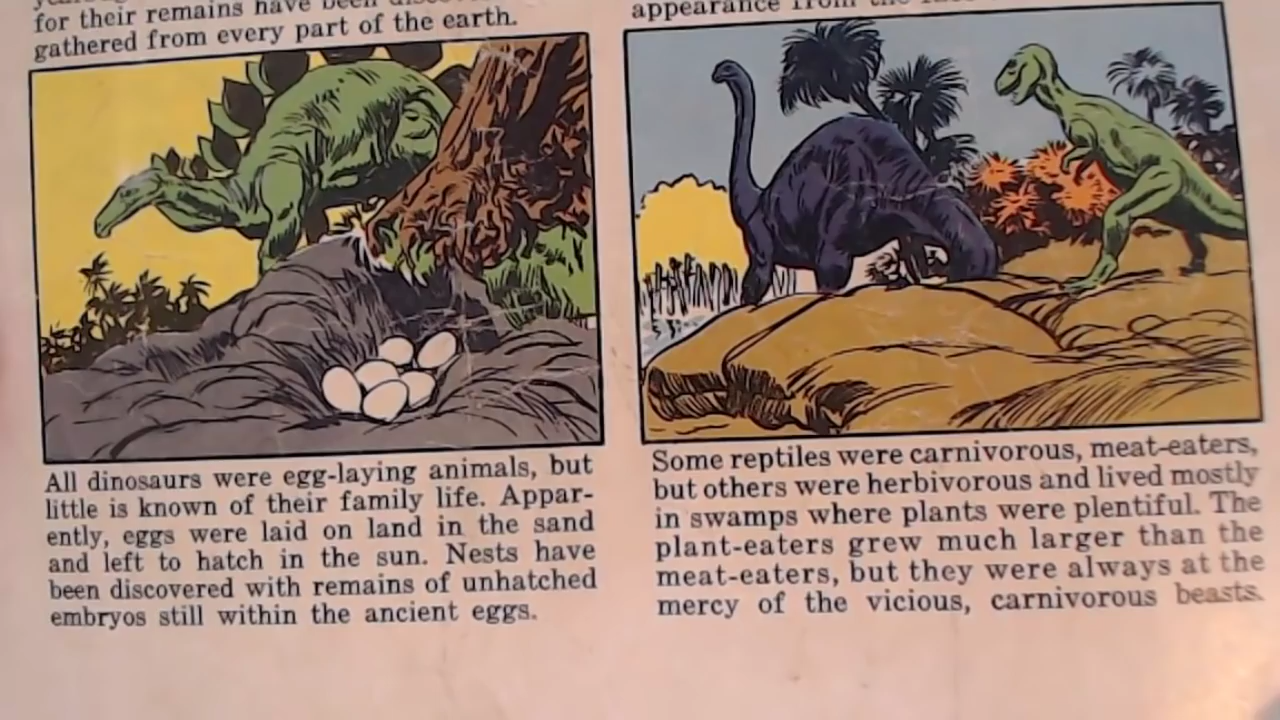 for their remains have been
gathered from every part of the earth.
appearance from the
All dinosaurs were egg-laying animals, but
little is known of their family life. Appar-
ently, eggs were laid on land in the sand
and left to hatch in the sun. Nests have
been discovered with remains of unhatched
embryos still within the ancient eggs.
Some reptiles were carnivorous, meat-eaters,
but others were herbivorous and lived mostly
in swamps where plants were plentiful. The
plant-eaters grew much larger than the
meat-eaters, but they were always at the
mercy of the vicious, carnivorous beasts.